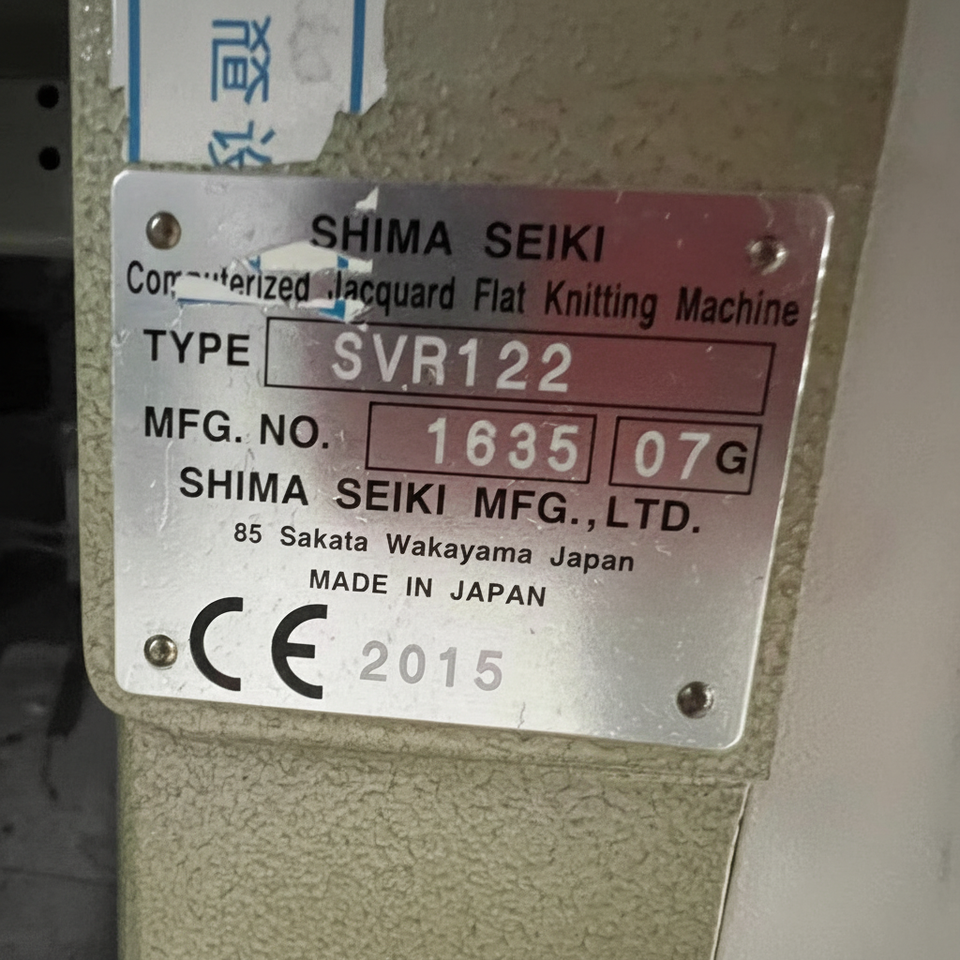 SHIMA SEIKI
Computerized Jacquard Flat Knitting Machine
TYPE SVR122
MFG. NO. 1635 07G
SHIMA SEIKI MFG.,LTD.
85 Sakata Wakayama Japan
MADE IN JAPAN
CE 2015